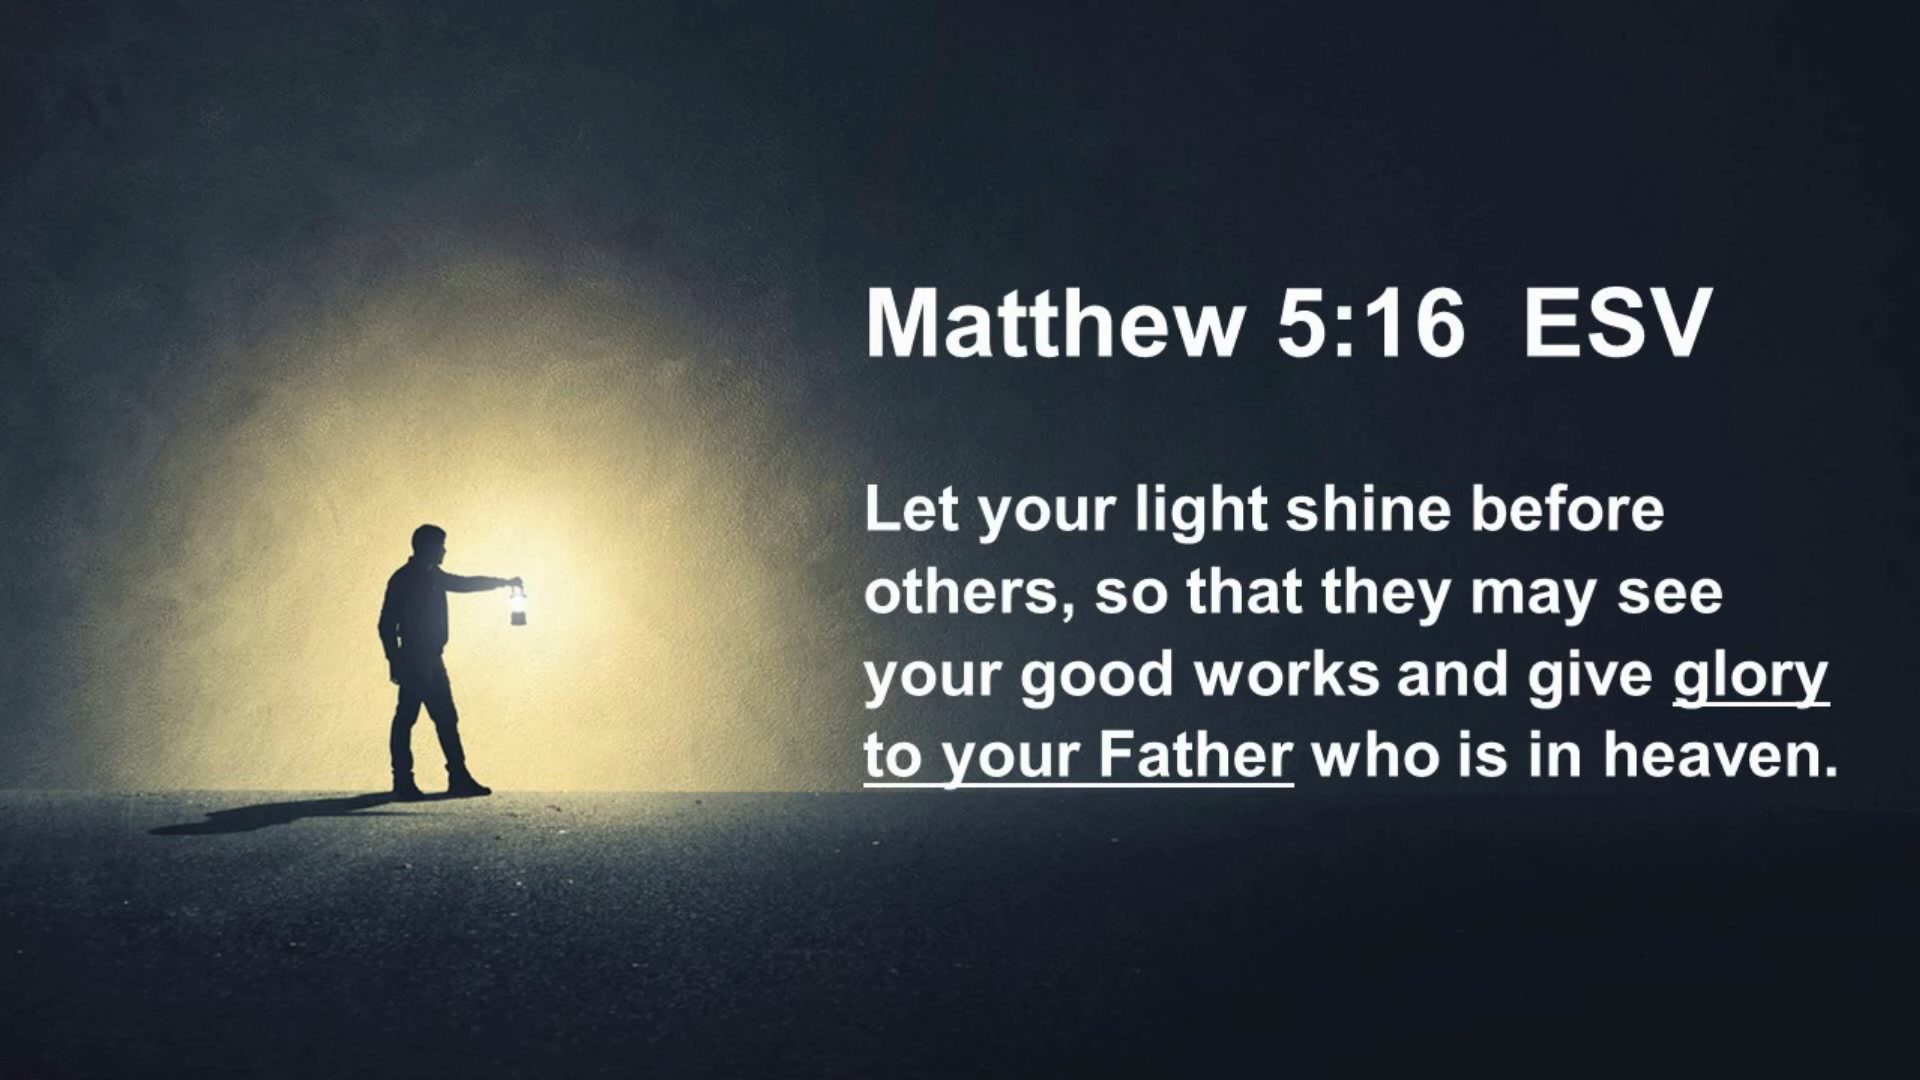 Matthew 5:16  ESV
Let your light shine before
others, so that they may see
your good works and give glory
to your Father who is in heaven.